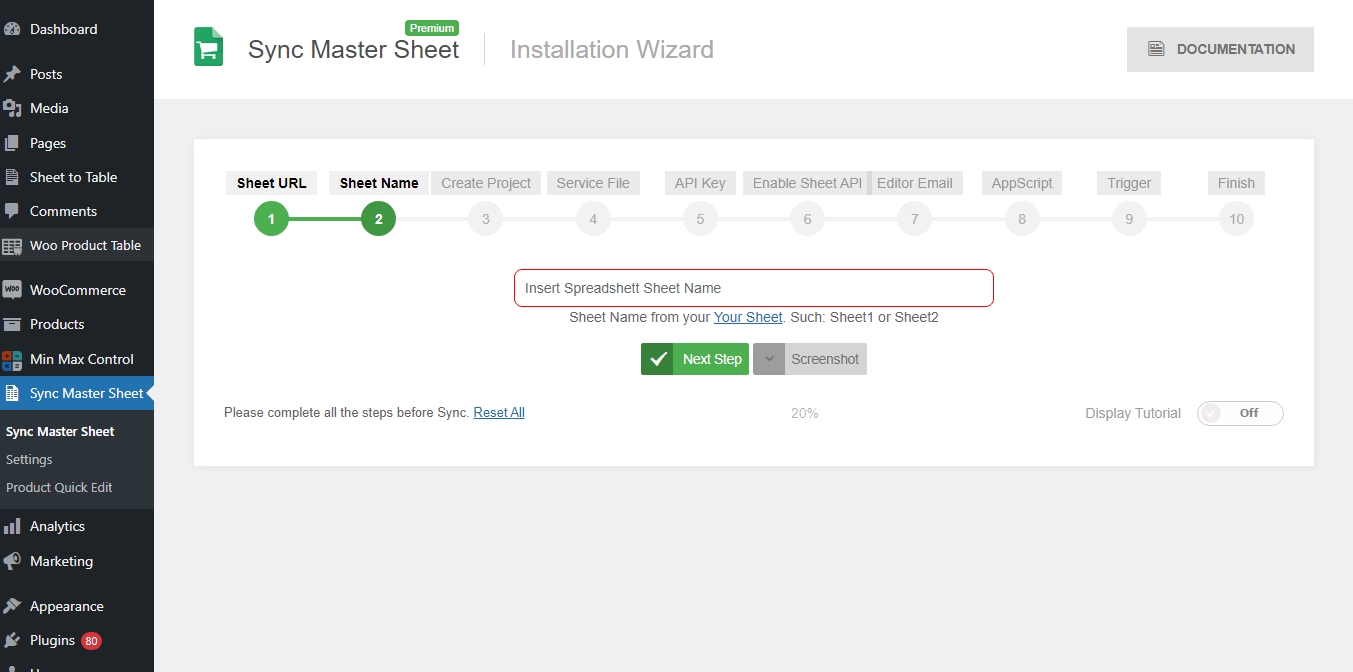 Dashboard
Posts
Media
Pages
Sheet to Table
Comments
Woo Product Table
Woo
WooCommerce
Products
Min Max Control
Sync Master Sheet
Sync Master Sheet
Settings
Product Quick Edit
Analytics
Marketing
Appearance
Plugins 80
Premium
Sync Master Sheet
Installation Wizard
DOCUMENTATION
Sheet URL Sheet Name Create Project Service File API Key Enable Sheet API Editor Email AppScript Trigger Finish
1 2 3 4 5 6 7 8 9 10
Insert Spreadshett Sheet Name
Sheet Name from your Your Sheet. Such: Sheet1 or Sheet2
Next Step Screenshot
Please complete all the steps before Sync. Reset All 20% Display Tutorial Off